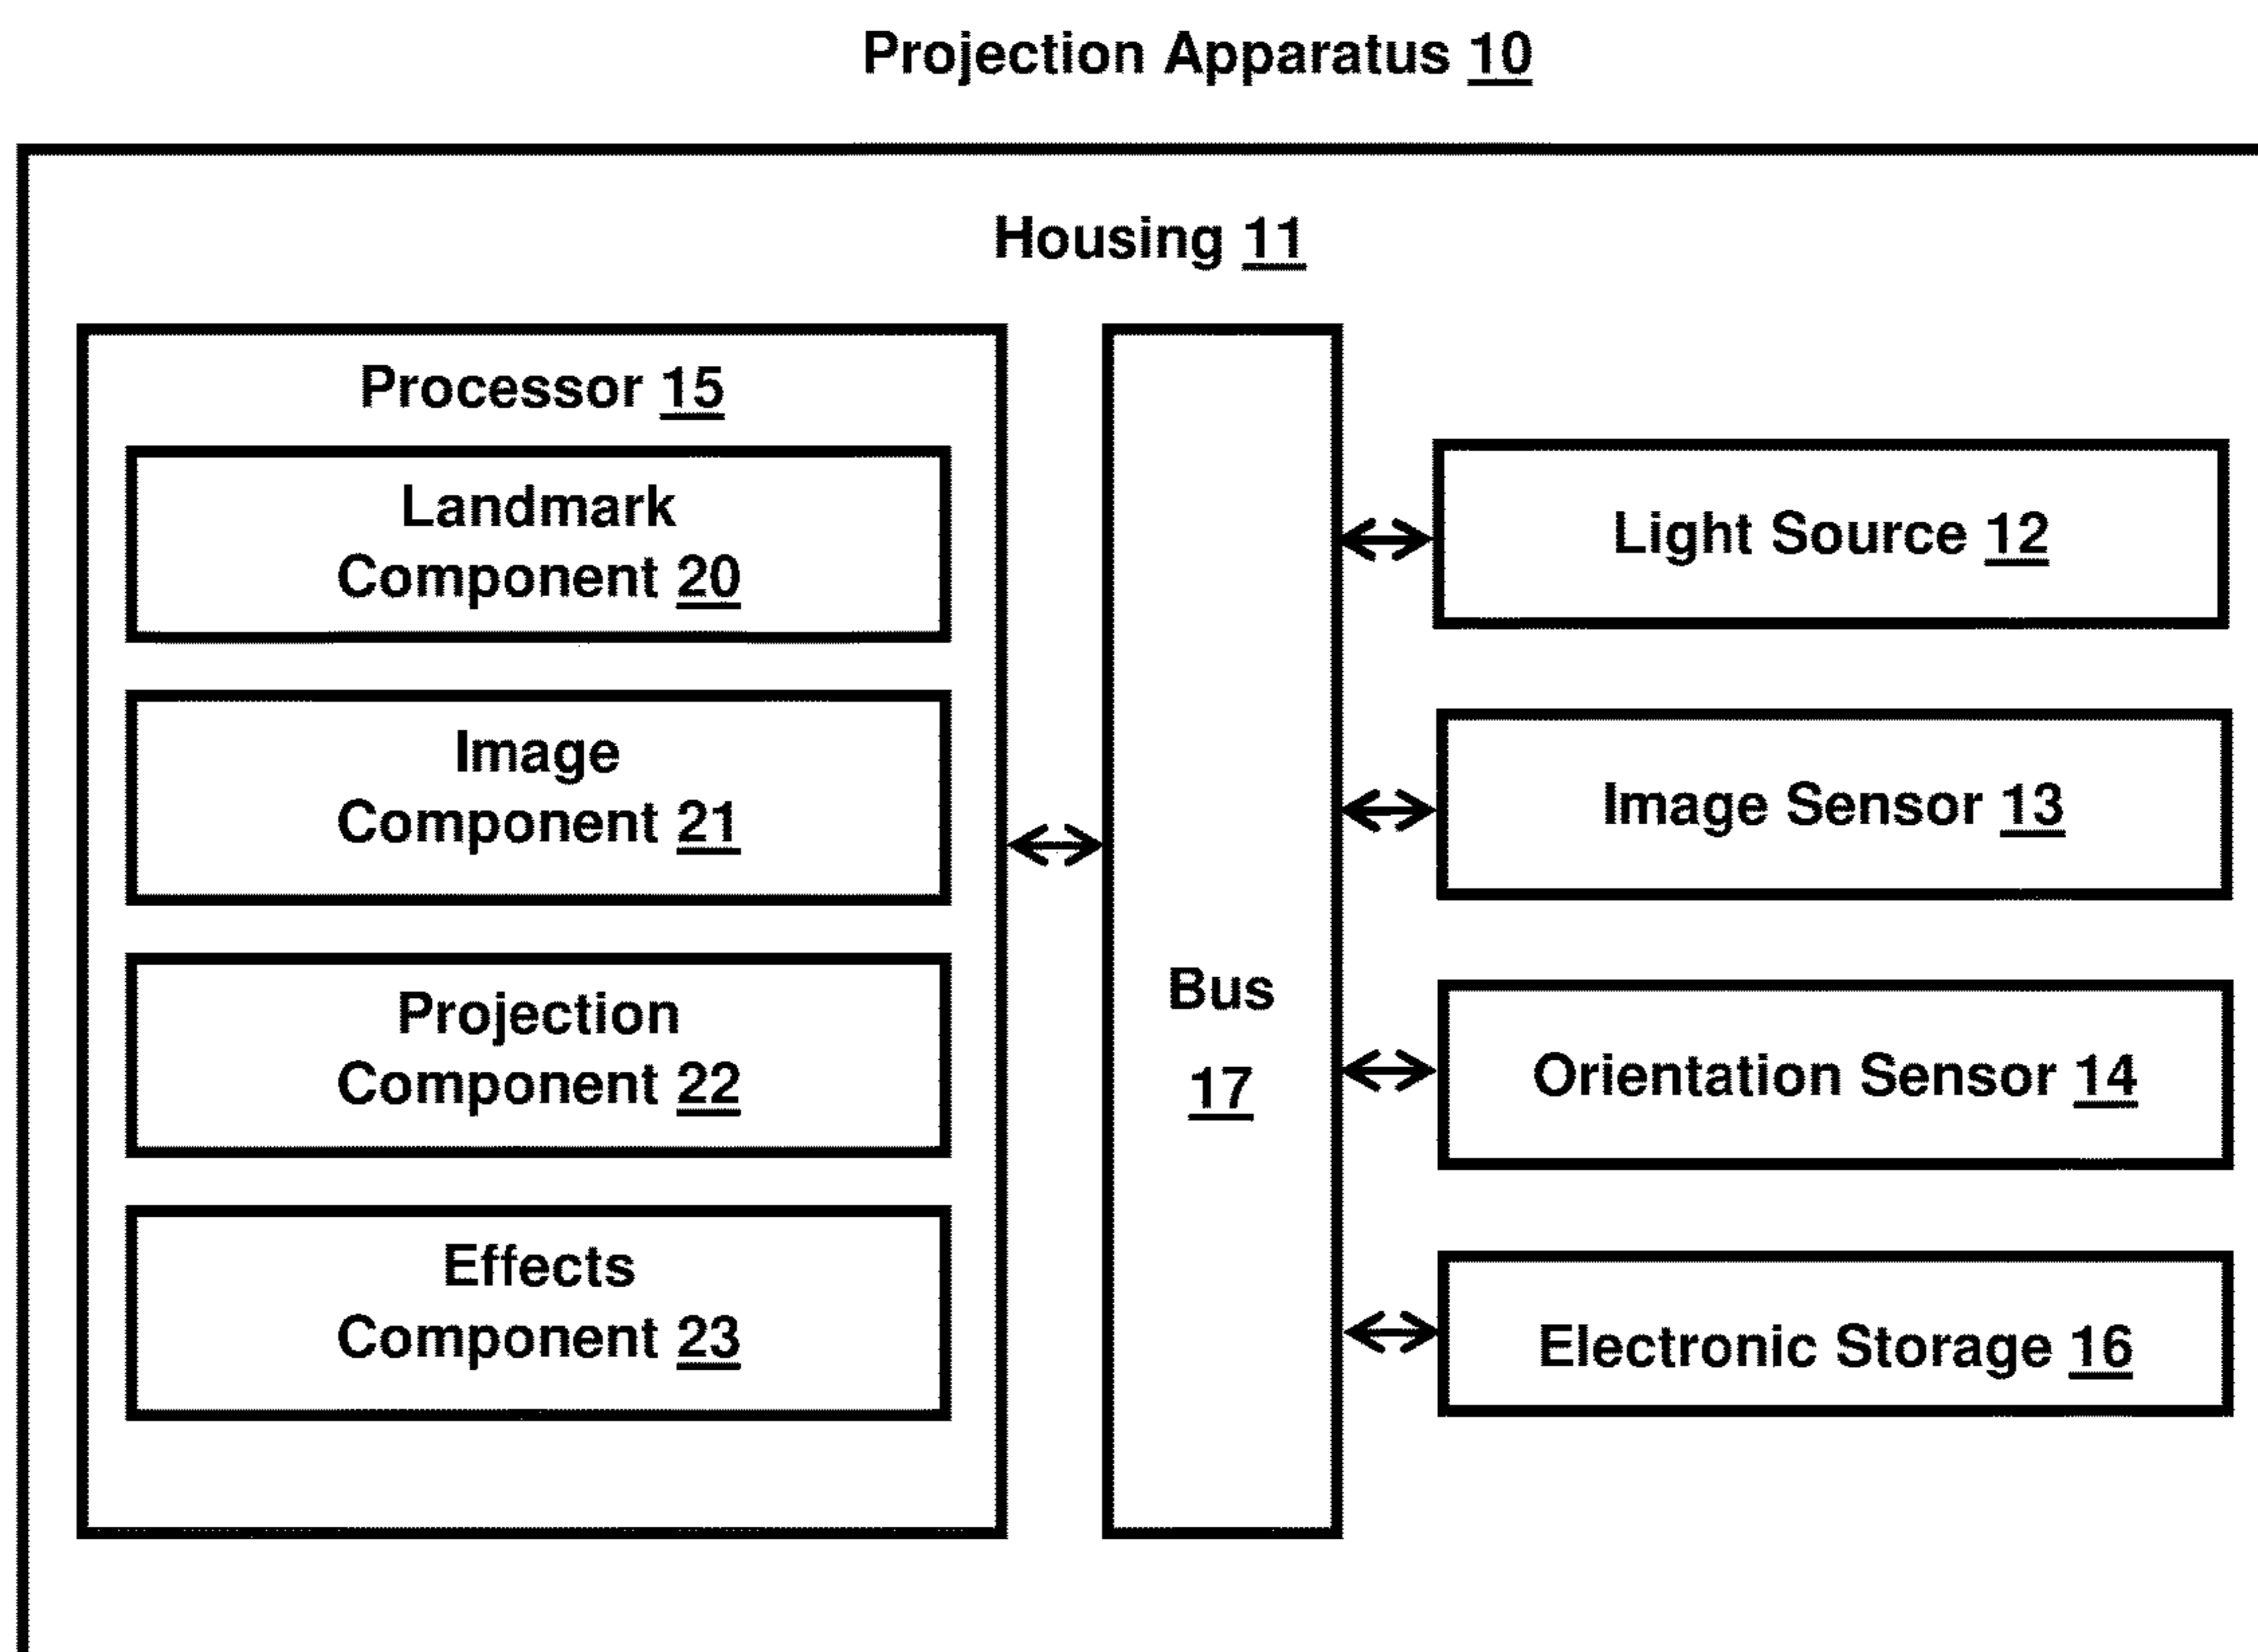 Projection Apparatus 10
Housing 11
Processor 15
Landmark
Component 20
Image
Component 21
Projection
Component 22
Effects
Component 23
Bus
17
Light Source 12
Image Sensor 13
Orientation Sensor 14
Electronic Storage 16